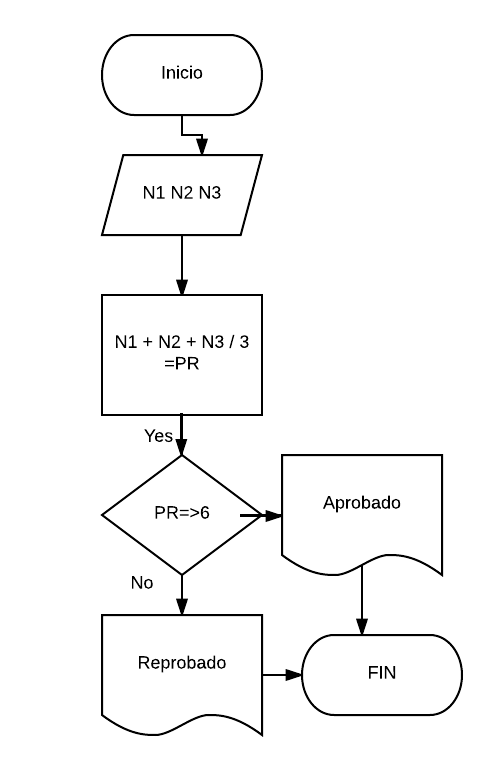 Inicio
N1 N2 N3
N1 + N2 + N3 / 3
=PR
Yes
PR=>6
Aprobado
No
Reprobado
FIN